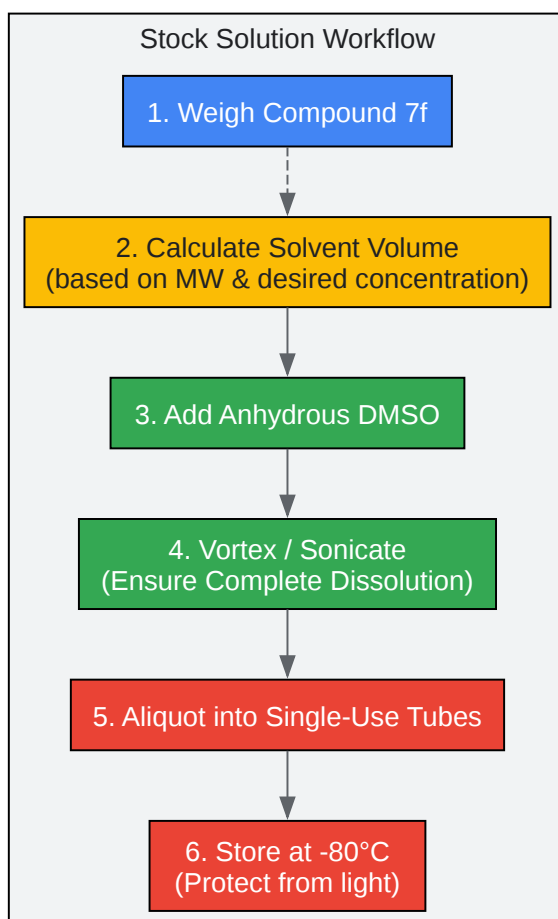 Stock Solution Workflow
1. Weigh Compound 7f
2. Calculate Solvent Volume
(based on MW & desired concentration)
3. Add Anhydrous DMSO
4. Vortex / Sonicate
(Ensure Complete Dissolution)
5. Aliquot into Single-Use Tubes
6. Store at -80°C
(Protect from light)